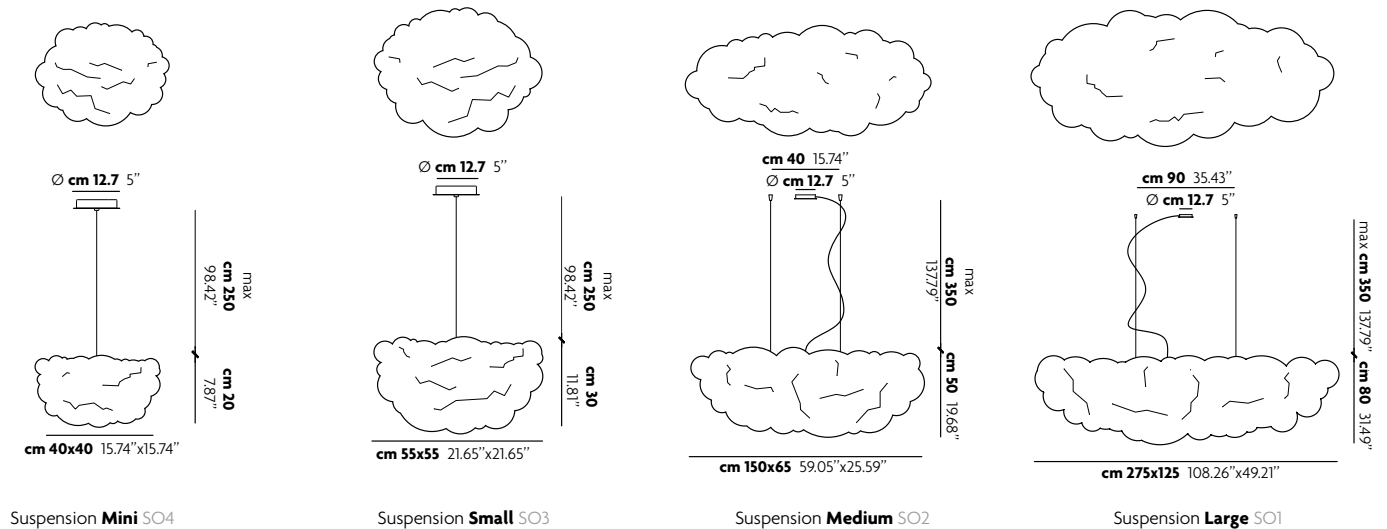 Ø cm 12.7 5”
max
cm 250
98.42”
cm 20
7.87”
cm 40x40 15.74”x15.74”
Suspension Mini SO4
Ø cm 12.7 5”
max
cm 250
98.42”
cm 30
11.81”
cm 55x55 21.65”x21.65”
Suspension Small SO3
cm 40 15.74”
Ø cm 12.7 5”
max
cm 350
137.79”
cm 50 19.68”
cm 150x65 59.05”x25.59”
Suspension Medium SO2
cm 90 35.43”
Ø cm 12.7 5”
max cm 350 137.79”
cm 80 31.49”
cm 275x125 108.26”x49.21”
Suspension Large SO1